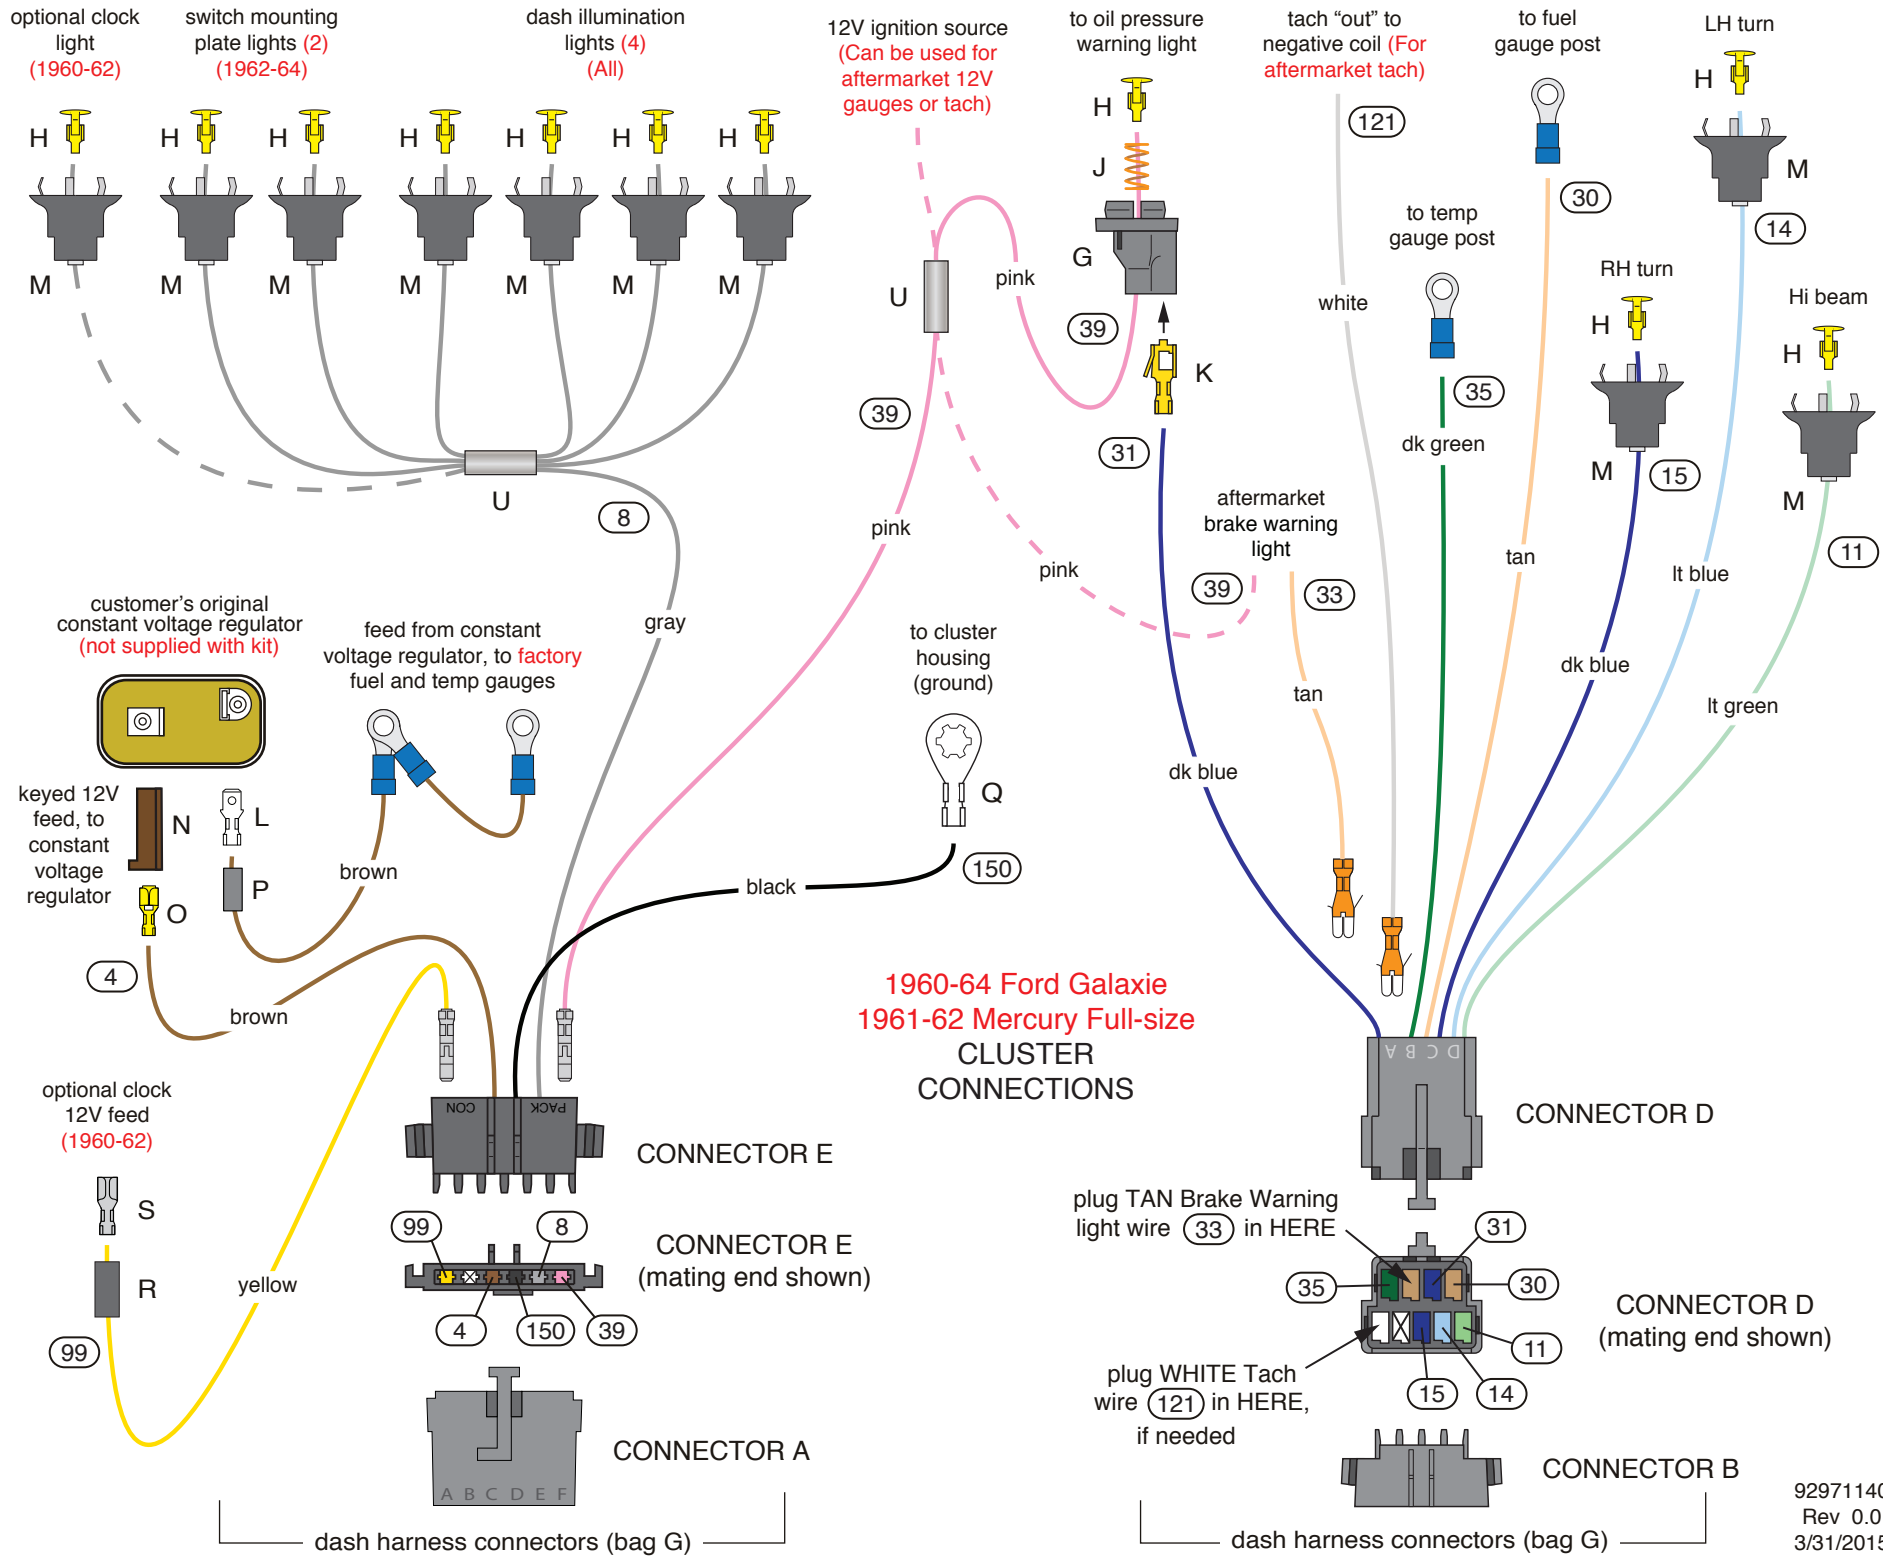 optional clock
light
(1960-62)
switch mounting
plate lights (2)
(1962-64)
dash illumination
lights (4)
(All)
12V ignition source
(Can be used for
aftermarket 12V
gauges or tach)
to oil pressure
warning light
tach “out” to
negative coil (For
aftermarket tach)
to fuel
gauge post
LH turn
H
H
H
H
H
H
H
H
H
121
J
M
M
M
M
M
M
M
M
30
14
to temp
gauge post
G
U
pink
39
white
RH turn
Hi beam
H
H
K
35
39
dk green
31
M
15
M
U
8
aftermarket
brake warning
light
pink
pink
39
33
tan
lt blue
11
customer’s original
constant voltage regulator
(not supplied with kit)
feed from constant
voltage regulator, to factory
fuel and temp gauges
gray
to cluster
housing
(ground)
tan
dk blue
lt green
dk blue
keyed 12V
feed, to
constant
voltage
regulator
N
L
Q
P
O
brown
black
150
4
brown
1960-64 Ford Galaxie
1961-62 Mercury Full-size
CLUSTER
CONNECTIONS
A B C D
CON
PACK
CONNECTOR D
optional clock
12V feed
(1960-62)
CONNECTOR E
S
R
99
yellow
99
8
CONNECTOR E
(mating end shown)
4
150
39
plug TAN Brake Warning
light wire 33 in HERE
31
35
30
CONNECTOR D
(mating end shown)
11
15
14
plug WHITE Tach
wire 121 in HERE,
if needed
CONNECTOR A
A B C D E F
CONNECTOR B
dash harness connectors (bag G)
dash harness connectors (bag G)
92971140
Rev 0.0
3/31/2015